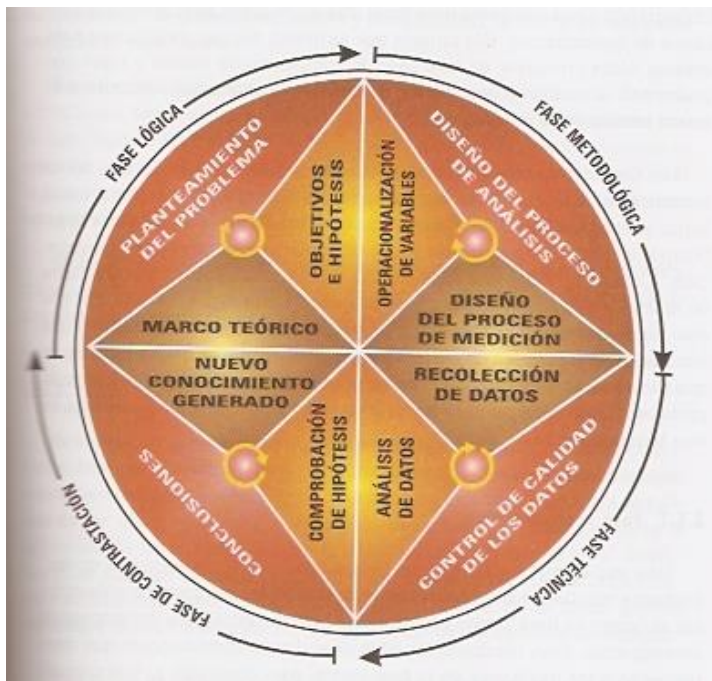 FASE LÓGICA
FASE METODOLÓGICA
PLANTEAMIENTO
DEL PROBLEMA
OBJETIVOS
E HIPÓTESIS
OPERACIONALIZACIÓN
DE VARIABLES
DISEÑO DEL PROCESO
DE ANÁLISIS
MARCO TEÓRICO
DISEÑO
DEL PROCESO
DE MEDICIÓN
NUEVO
CONOCIMIENTO
GENERADO
RECOLECCIÓN
DE DATOS
CONCLUSIONES
COMPROBACIÓN
DE HIPÓTESIS
ANÁLISIS
DE DATOS
CONTROL DE CALIDAD
DE LOS DATOS
FASE DE CONTRASTACIÓN
FASE TÉCNICA